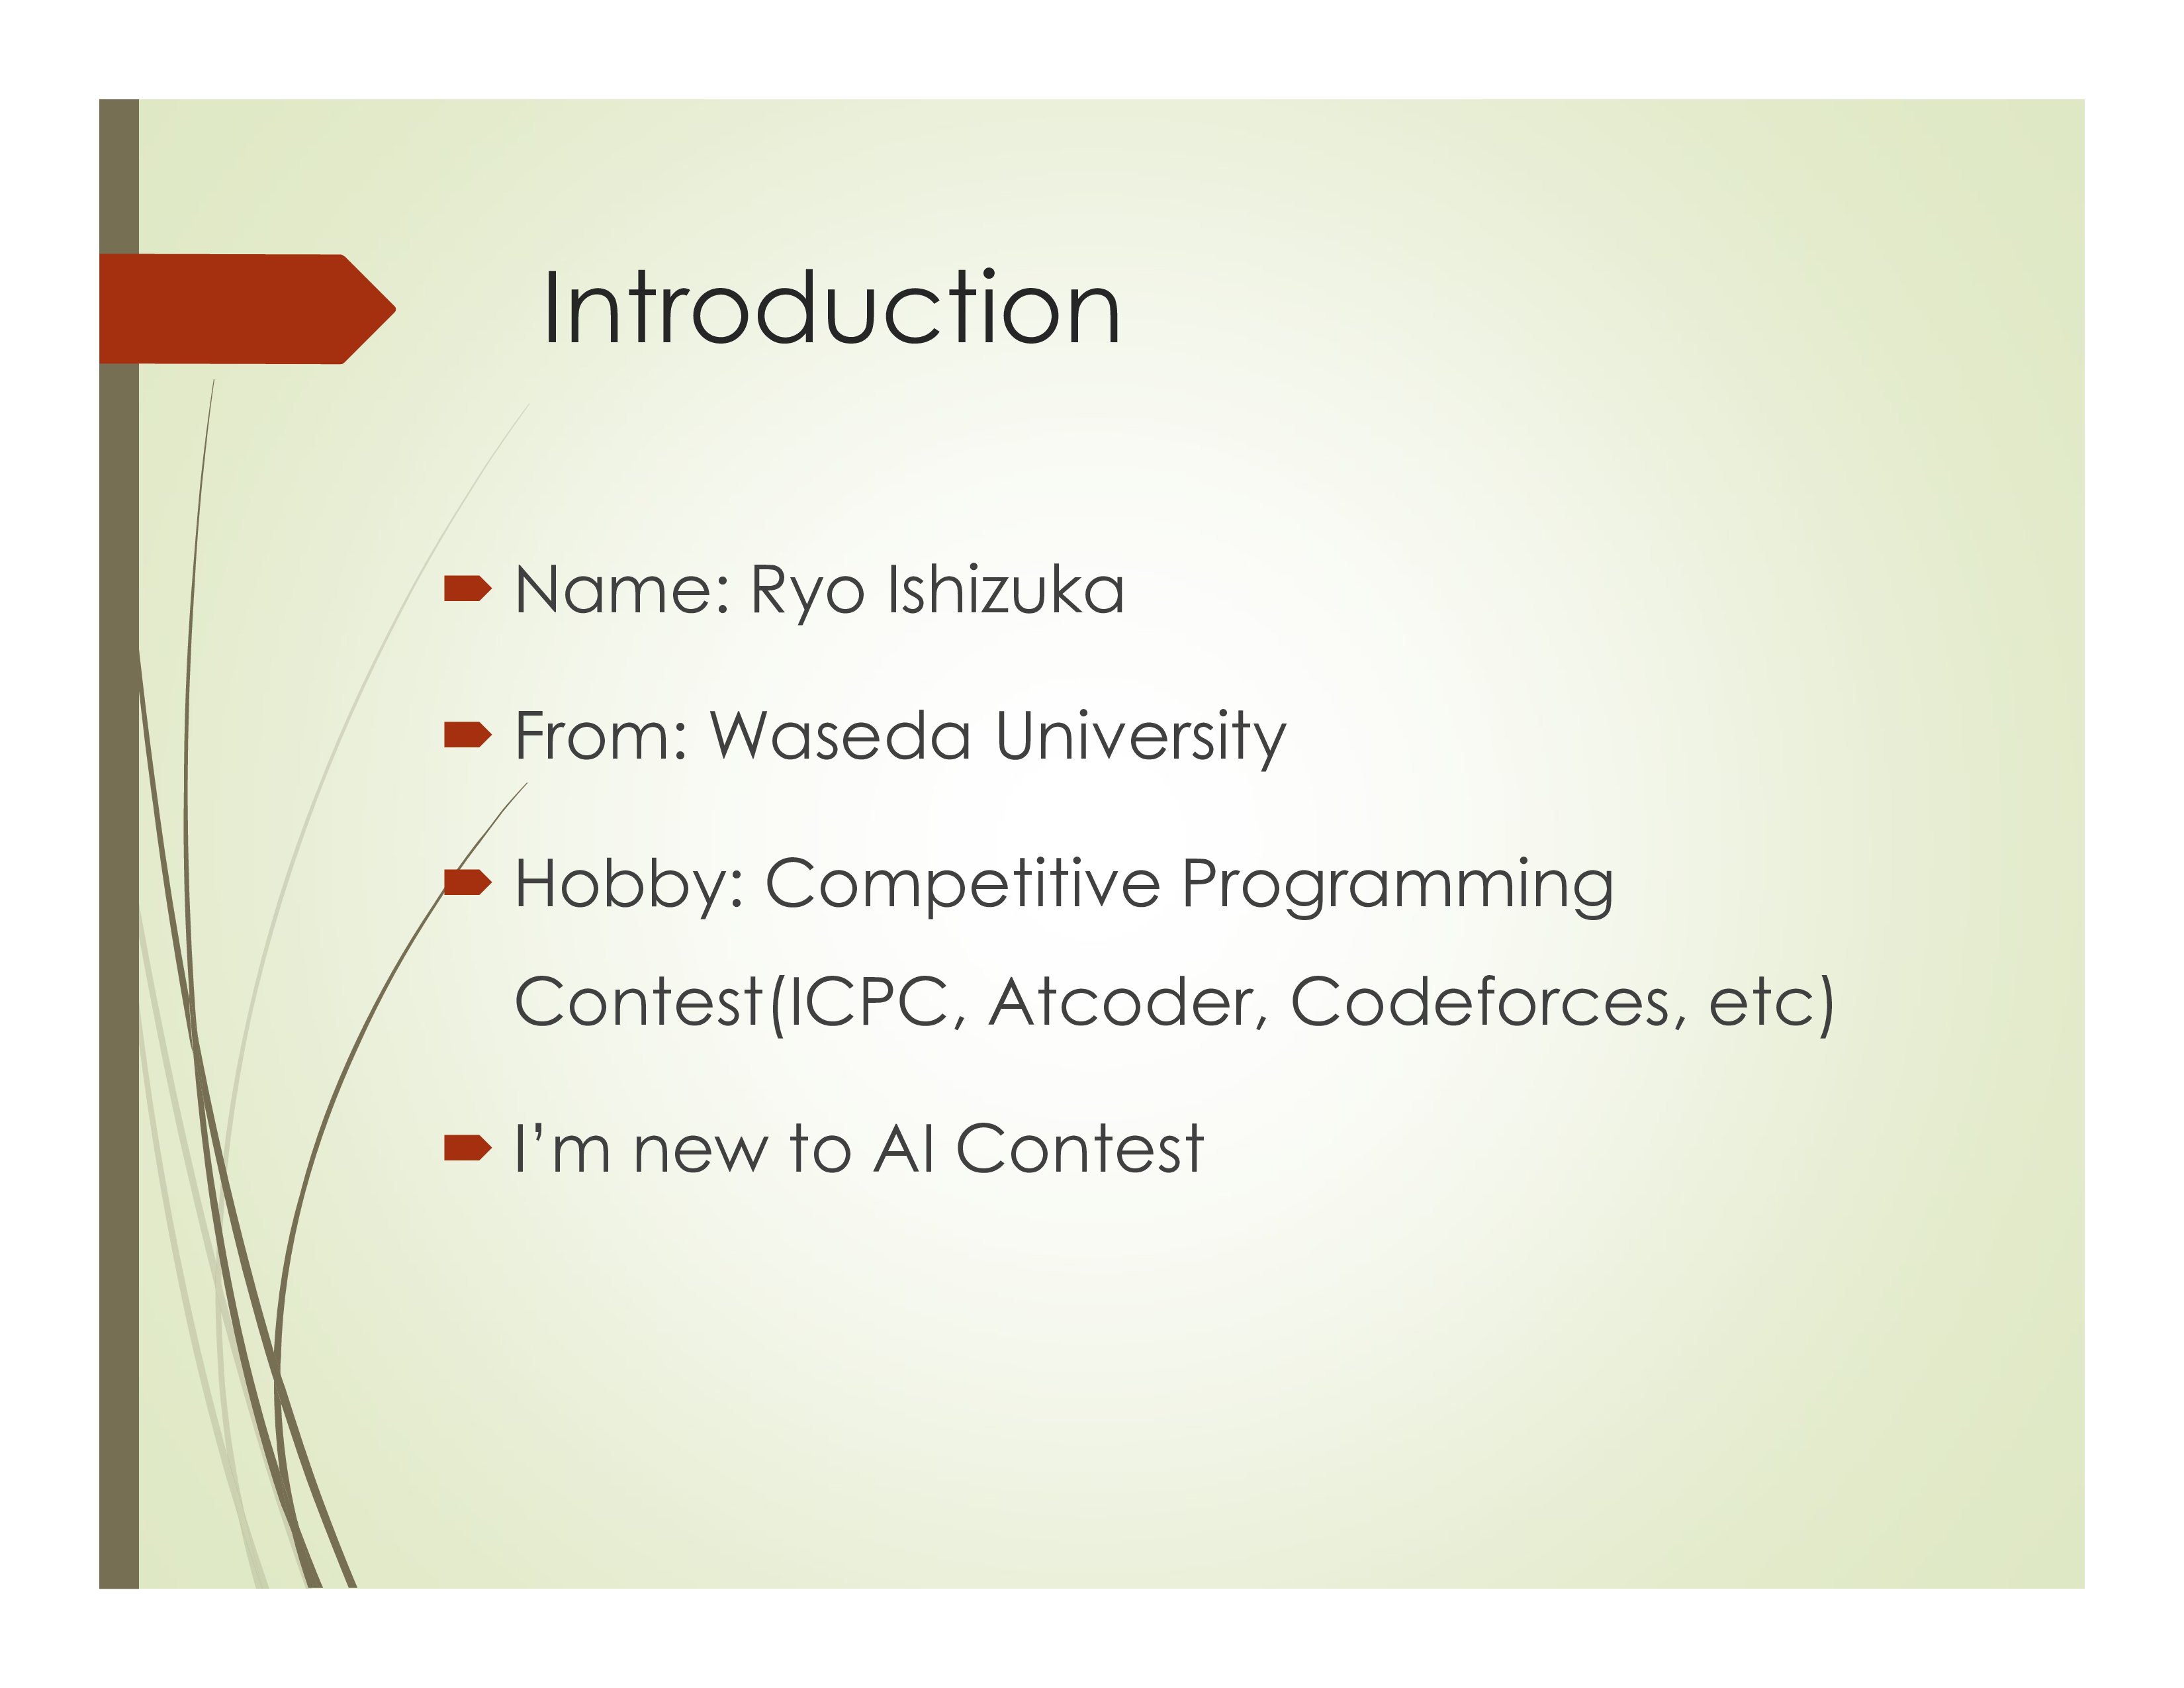 Introduction
Name: Ryo Ishizuka
From: Waseda University
Hobby: Competitive Programming
Contest(ICPC, Atcoder, Codeforces, etc)
I’m new to AI Contest